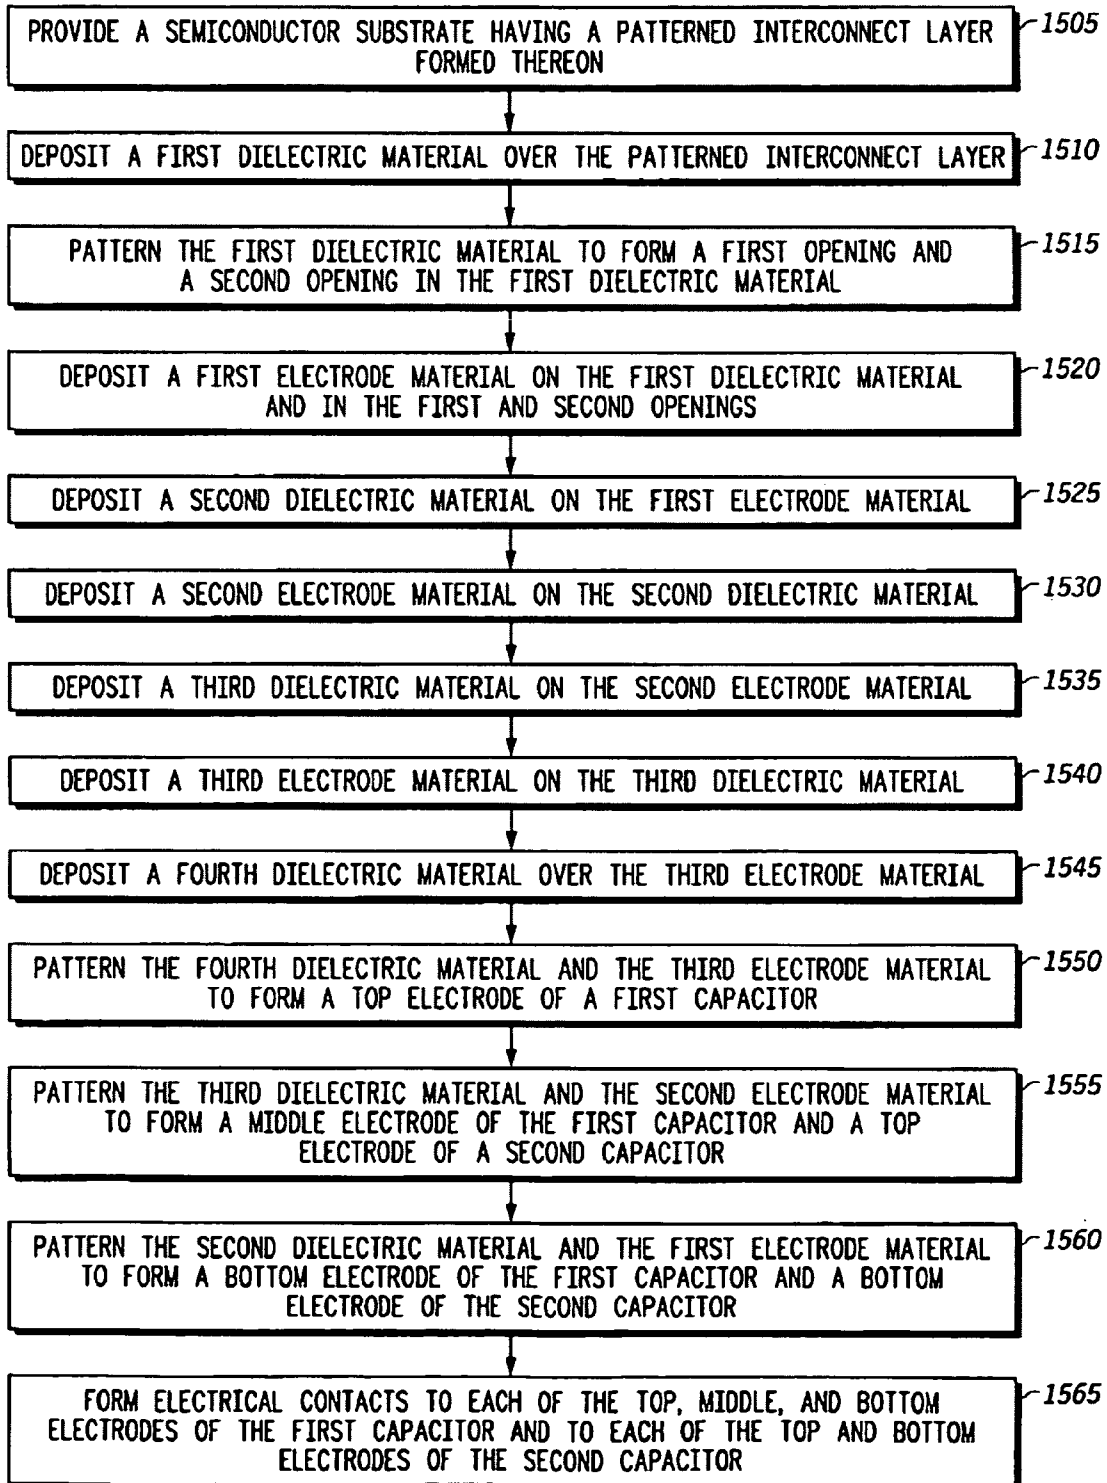 PROVIDE A SEMICONDUCTOR SUBSTRATE HAVING A PATTERNED INTERCONNECT LAYER
FORMED THEREON
1505
DEPOSIT A FIRST DIELECTRIC MATERIAL OVER THE PATTERNED INTERCONNECT LAYER
1510
PATTERN THE FIRST DIELECTRIC MATERIAL TO FORM A FIRST OPENING AND
A SECOND OPENING IN THE FIRST DIELECTRIC MATERIAL
1515
DEPOSIT A FIRST ELECTRODE MATERIAL ON THE FIRST DIELECTRIC MATERIAL
AND IN THE FIRST AND SECOND OPENINGS
1520
DEPOSIT A SECOND DIELECTRIC MATERIAL ON THE FIRST ELECTRODE MATERIAL
1525
DEPOSIT A SECOND ELECTRODE MATERIAL ON THE SECOND DIELECTRIC MATERIAL
1530
DEPOSIT A THIRD DIELECTRIC MATERIAL ON THE SECOND ELECTRODE MATERIAL
1535
DEPOSIT A THIRD ELECTRODE MATERIAL ON THE THIRD DIELECTRIC MATERIAL
1540
DEPOSIT A FOURTH DIELECTRIC MATERIAL OVER THE THIRD ELECTRODE MATERIAL
1545
PATTERN THE FOURTH DIELECTRIC MATERIAL AND THE THIRD ELECTRODE MATERIAL
TO FORM A TOP ELECTRODE OF A FIRST CAPACITOR
1550
PATTERN THE THIRD DIELECTRIC MATERIAL AND THE SECOND ELECTRODE MATERIAL
TO FORM A MIDDLE ELECTRODE OF THE FIRST CAPACITOR AND A TOP
ELECTRODE OF A SECOND CAPACITOR
1555
PATTERN THE SECOND DIELECTRIC MATERIAL AND THE FIRST ELECTRODE MATERIAL
TO FORM A BOTTOM ELECTRODE OF THE FIRST CAPACITOR AND A BOTTOM
ELECTRODE OF THE SECOND CAPACITOR
1560
FORM ELECTRICAL CONTACTS TO EACH OF THE TOP, MIDDLE, AND BOTTOM
ELECTRODES OF THE FIRST CAPACITOR AND TO EACH OF THE TOP AND BOTTOM
ELECTRODES OF THE SECOND CAPACITOR
1565